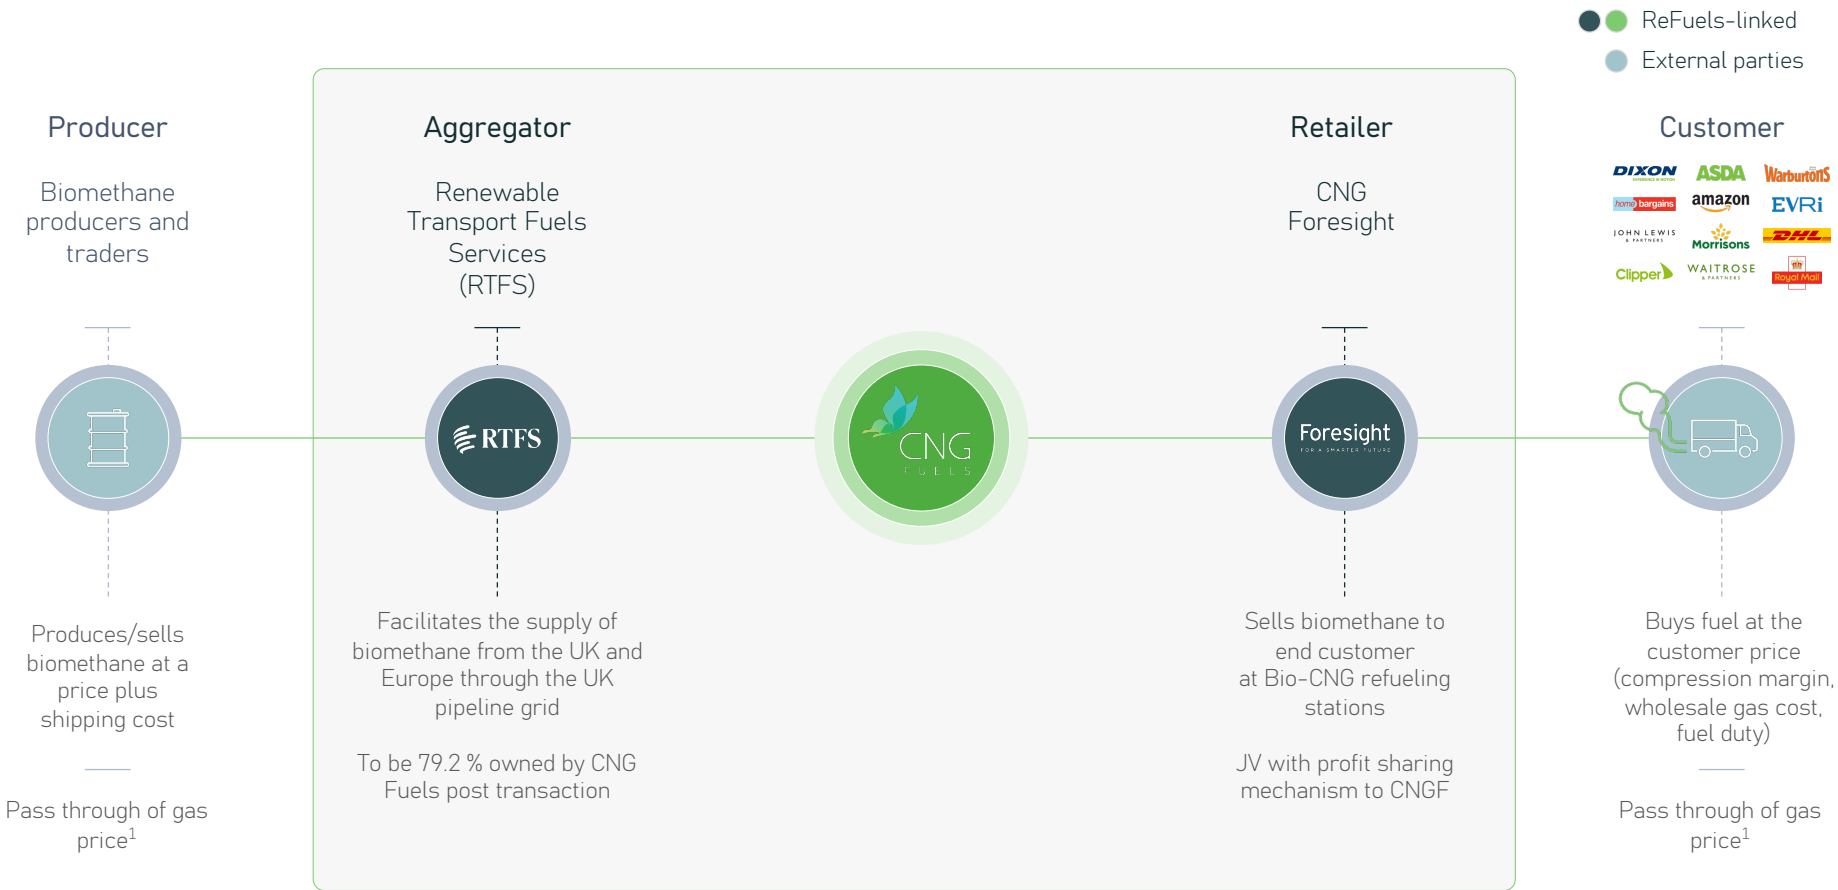 ReFuels-linked
External parties
Producer
Biomethane
producers and
traders
Produces/sells
biomethane at a
price plus
shipping cost
Pass through of gas
price1
Aggregator
Renewable
Transport Fuels
Services
(RTFS)
RTFS
Facilitates the supply of
biomethane from the UK and
Europe through the UK
pipeline grid
To be 79.2 % owned by CNG
Fuels post transaction
CNG
FUELS
Retailer
CNG
Foresight
Foresight
FOR A SMARTER FUTURE
Sells biomethane to
end customer
at Bio-CNG refueling
stations
JV with profit sharing
mechanism to CNGF
Customer
DIXON
ASDA
Warburtons
home bargains
amazon
EVRi
JOHN LEWIS
& PARTNERS
Morrisons
DHL
Clipper
WAITROSE
& PARTNERS
Royal Mail
Buys fuel at the
customer price
(compression margin,
wholesale gas cost,
fuel duty)
Pass through of gas
price1